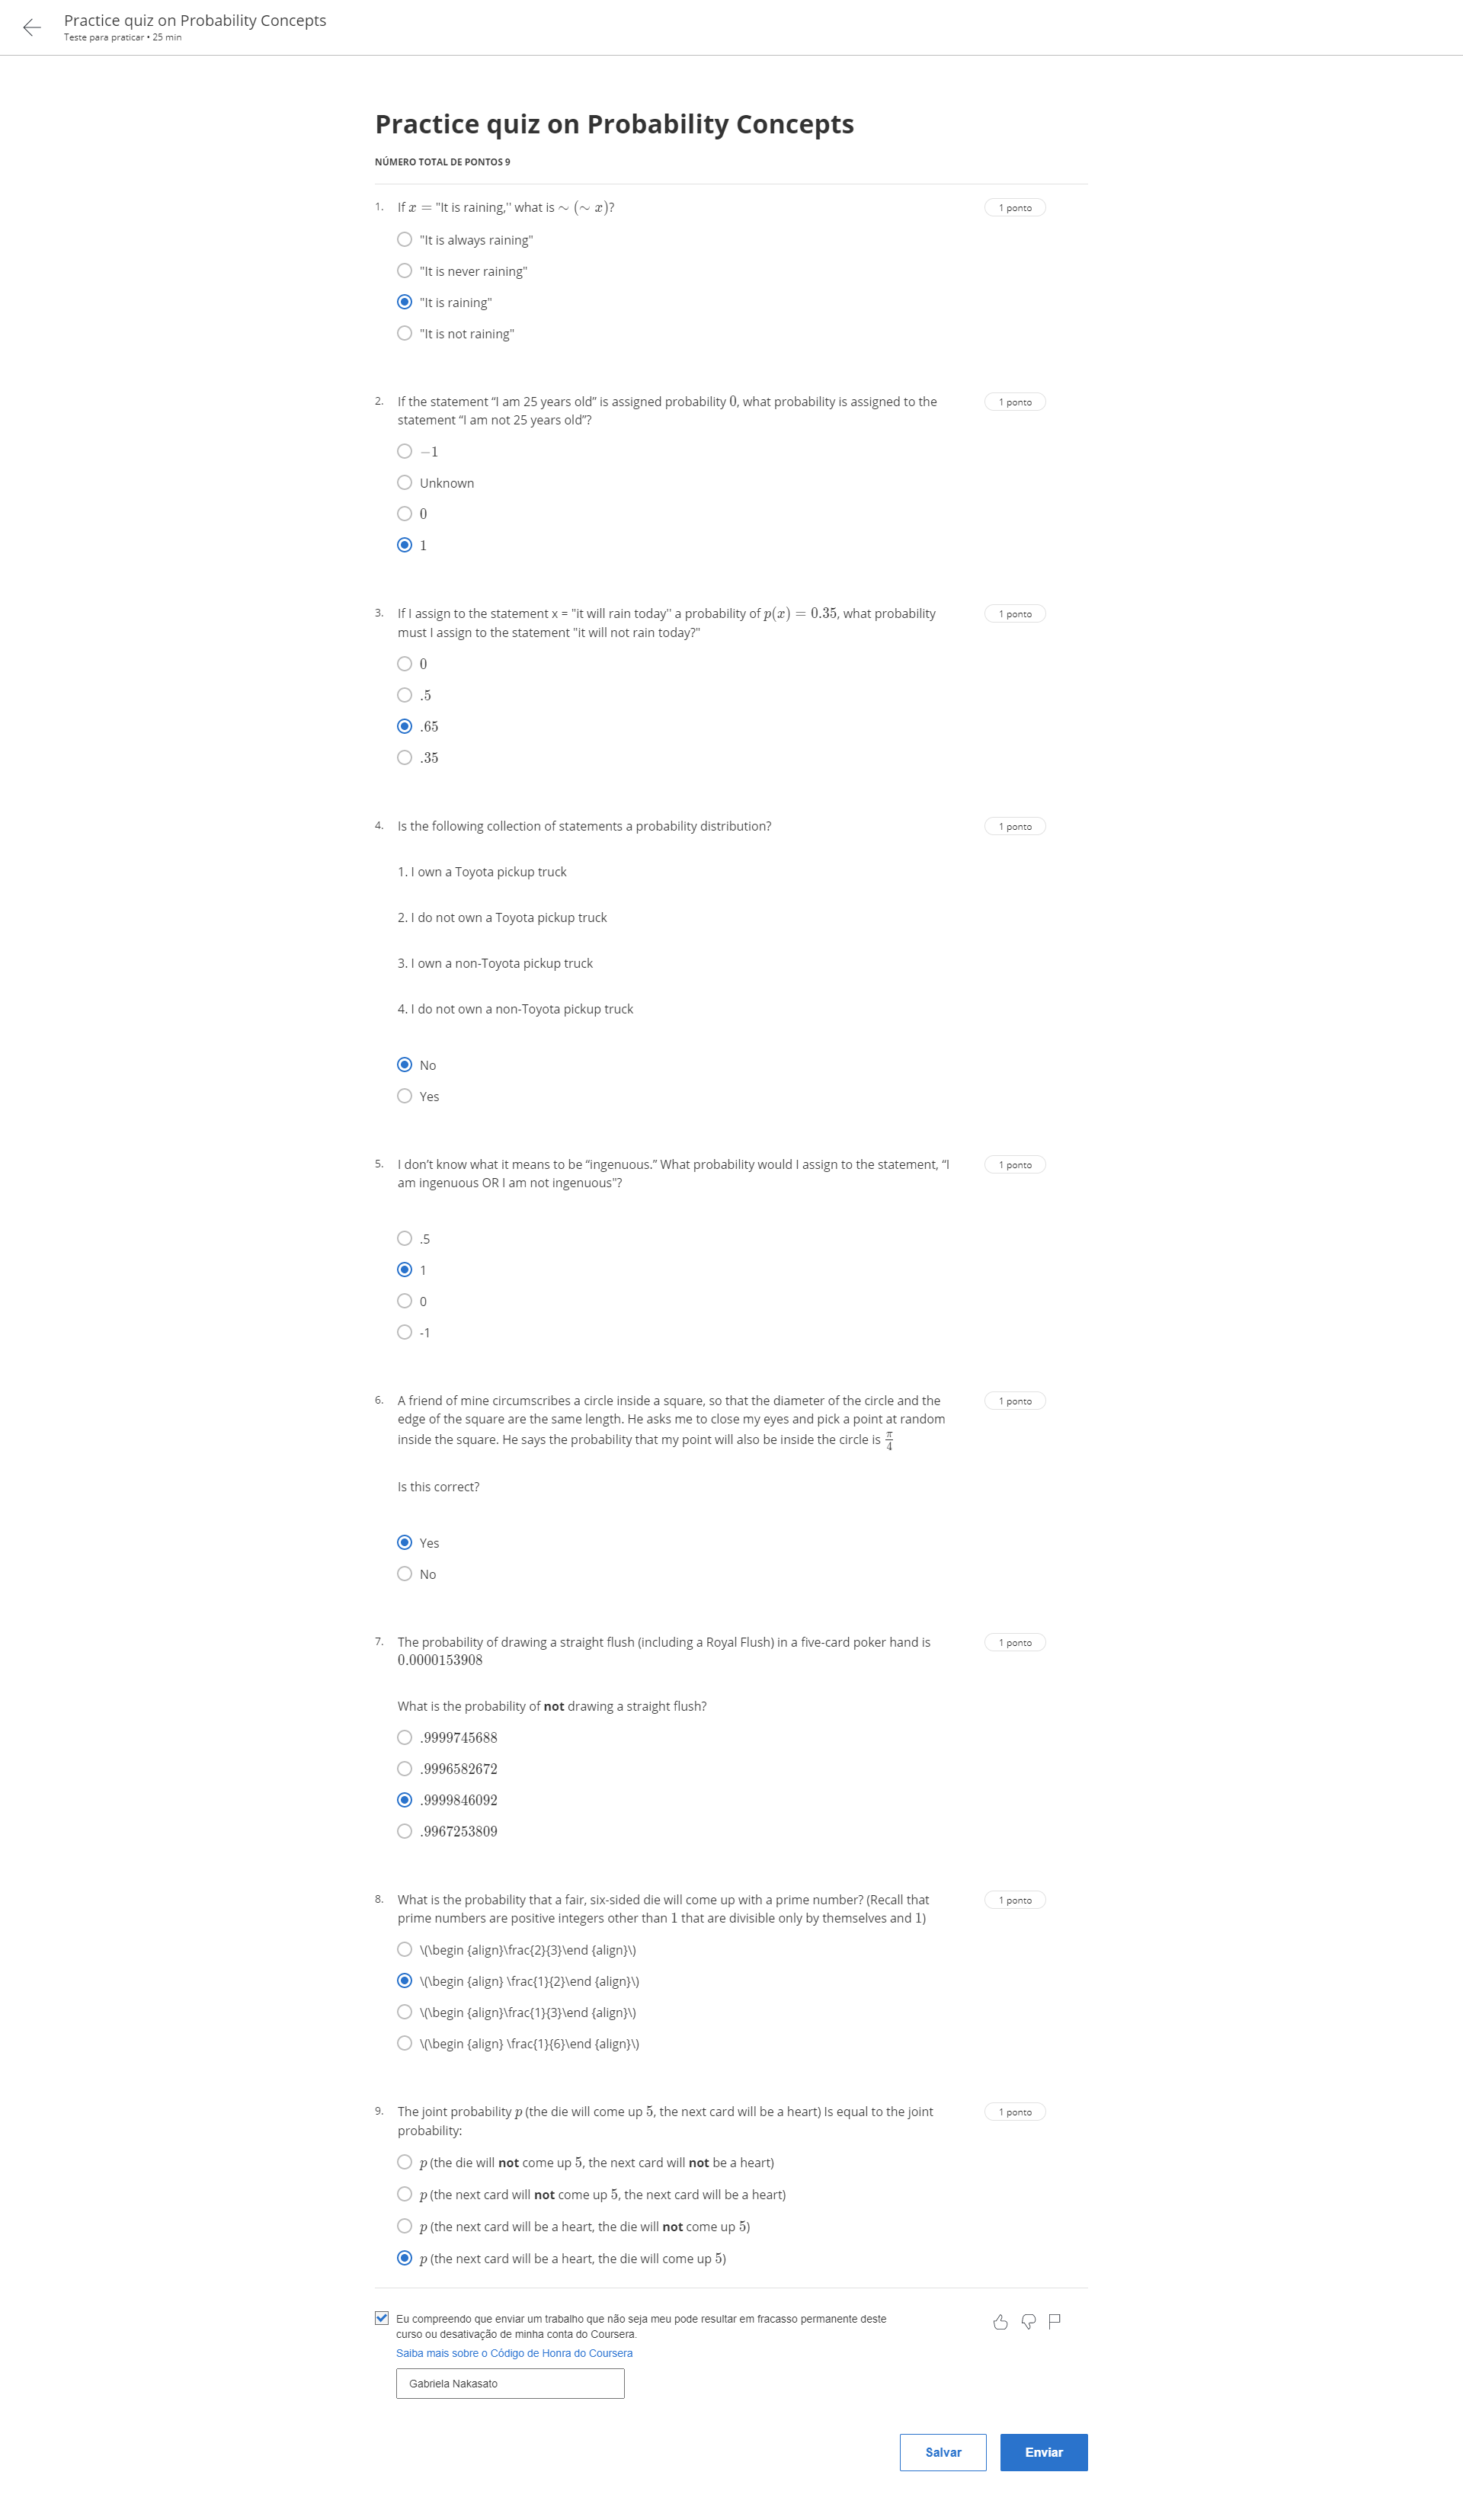 Practice quiz on Probability Concepts
Teste para praticar • 25 min
Practice quiz on Probability Concepts
NÚMERO TOTAL DE PONTOS 9
1. If x = "It is raining,'' what is ∼ (∼ x)?
1 ponto
"It is always raining"
"It is never raining"
"It is raining"
"It is not raining"
2. If the statement “I am 25 years old” is assigned probability 0, what probability is assigned to the
statement “I am not 25 years old”?
1 ponto
−1
Unknown
0
1
3. If I assign to the statement x = "it will rain today'' a probability of p(x) = 0.35, what probability
must I assign to the statement "it will not rain today?"
1 ponto
0
.5
.65
.35
4. Is the following collection of statements a probability distribution?
1 ponto
1. I own a Toyota pickup truck
2. I do not own a Toyota pickup truck
3. I own a non-Toyota pickup truck
4. I do not own a non-Toyota pickup truck
No
Yes
5. I don’t know what it means to be “ingenuous.” What probability would I assign to the statement, “I
am ingenuous OR I am not ingenuous"?
1 ponto
.5
1
0
-1
6. A friend of mine circumscribes a circle inside a square, so that the diameter of the circle and the
edge of the square are the same length. He asks me to close my eyes and pick a point at random
inside the square. He says the probability that my point will also be inside the circle is π/4
1 ponto
Is this correct?
Yes
No
7. The probability of drawing a straight flush (including a Royal Flush) in a five-card poker hand is
0.0000153908
1 ponto
What is the probability of not drawing a straight flush?
.9999745688
.9996582672
.9999846092
.9967253809
8. What is the probability that a fair, six-sided die will come up with a prime number? (Recall that
prime numbers are positive integers other than 1 that are divisible only by themselves and 1)
1 ponto
\(\begin {align}\frac{2}{3}\end {align}\)
\(\begin {align} \frac{1}{2}\end {align}\)
\(\begin {align}\frac{1}{3}\end {align}\)
\(\begin {align} \frac{1}{6}\end {align}\)
9. The joint probability p (the die will come up 5, the next card will be a heart) Is equal to the joint
probability:
1 ponto
p (the die will not come up 5, the next card will not be a heart)
p (the next card will not come up 5, the next card will be a heart)
p (the next card will be a heart, the die will not come up 5)
p (the next card will be a heart, the die will come up 5)
Eu compreendo que enviar um trabalho que não seja meu pode resultar em fracasso permanente deste
curso ou desativação de minha conta do Coursera.
Saiba mais sobre o Código de Honra do Coursera
Gabriela Nakasato
Salvar
Enviar